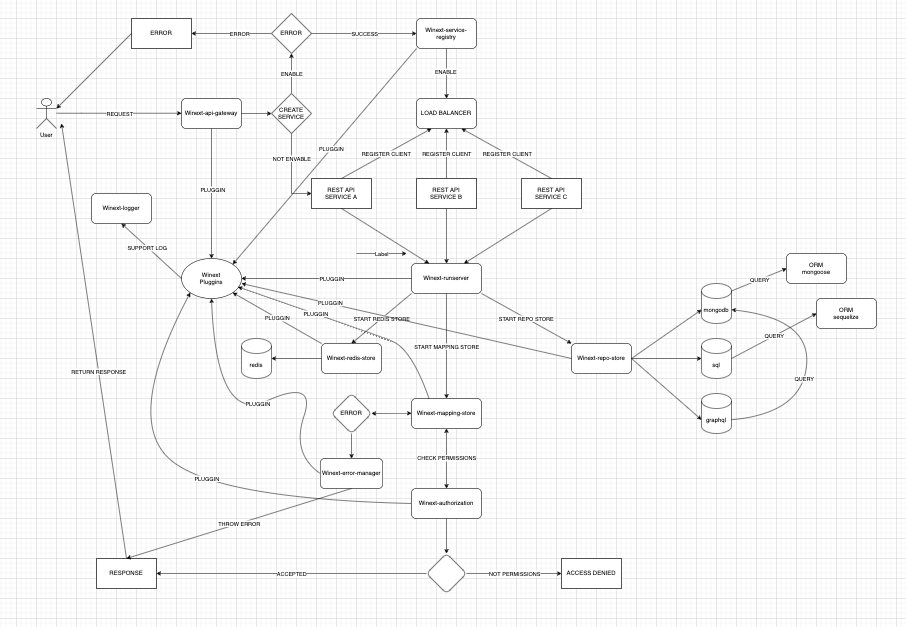 ERROR
ERROR
ERROR
SUCCESS
Winext-service-
registry
ENABLE
ENABLE
User
REQUEST
Winext-api-gateway
CREATE
SERVICE
LOAD BALANCER
NOT ENVABLE
PLUGGIN
REGISTER CLIENT
REGISTER CLIENT
REGISTER CLIENT
PLUGGIN
REST API
SERVICE A
REST API
SERVICE B
REST API
SERVICE C
Winext-logger
SUPPORT LOG
Label
Winext
Pluggins
PLUGGIN
Winext-runserver
ORM
mongoose
QUERY
PLUGGIN
PLUGGIN
PLUGGIN
START REDIS STORE
START REPO STORE
mongodb
ORM
sequelize
QUERY
START MAPPING STORE
redis
Winext-redis-store
Winext-repo-store
sql
RETURN RESPONSE
QUERY
PLUGGIN
ERROR
Winext-mapping-store
graphql
CHECK PERMISSIONS
Winext-error-manager
PLUGGIN
Winext-authorization
THROW ERROR
RESPONSE
ACCEPTED
NOT PERMISSIONS
ACCESS DENIED